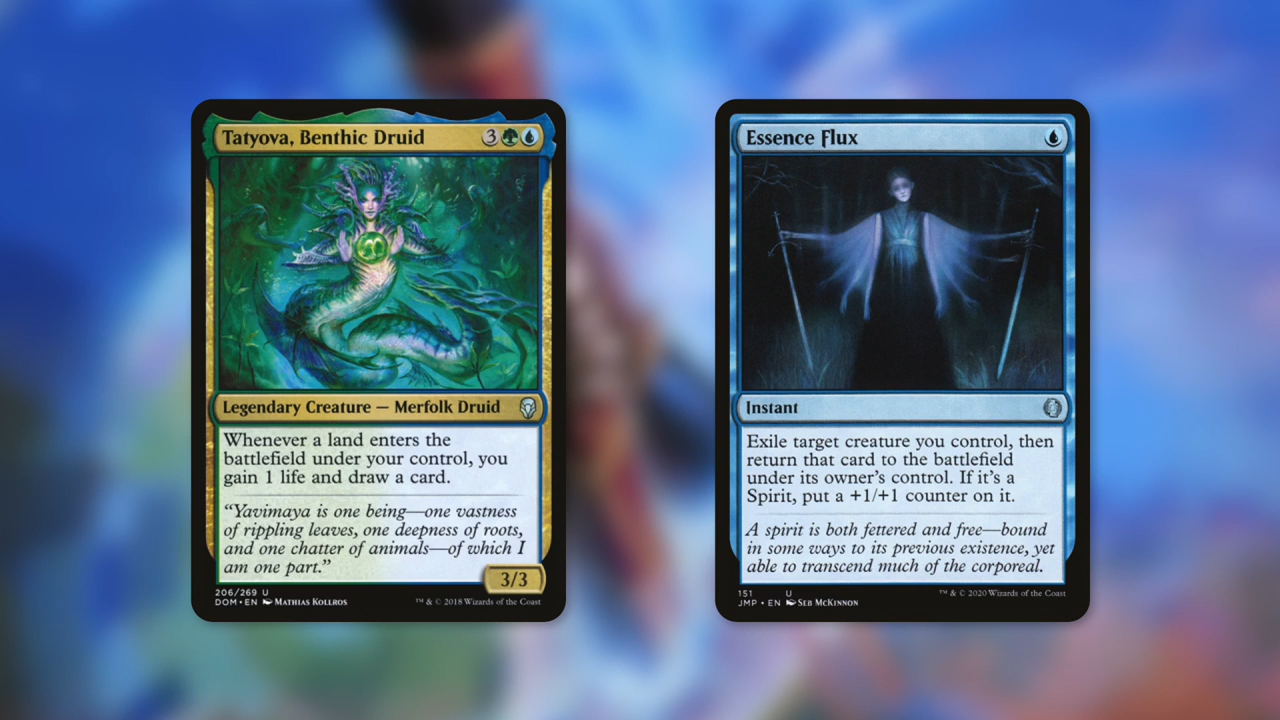 Tatyova, Benthic Druid 3
Legendary Creature — Merfolk Druid
Whenever a land enters the
battlefield under your control, you
gain 1 life and draw a card.
“Yavimaya is one being—one vastness
of rippling leaves, one deepness of roots,
and one chatter of animals—of which I
am one part.”
3/3
206/269 U
DOM • EN Mathias Kollros
™ & © 2018 Wizards of the Coast
Essence Flux
Instant
Exile target creature you control, then
return that card to the battlefield
under its owner’s control. If it’s a
Spirit, put a +1/+1 counter on it.
A spirit is both fettered and free—bound
in some ways to its previous existence, yet
able to transcend much of the corporeal.
151 U
JMP • EN Seb McKinnon
™ & © 2020 Wizards of the Coast